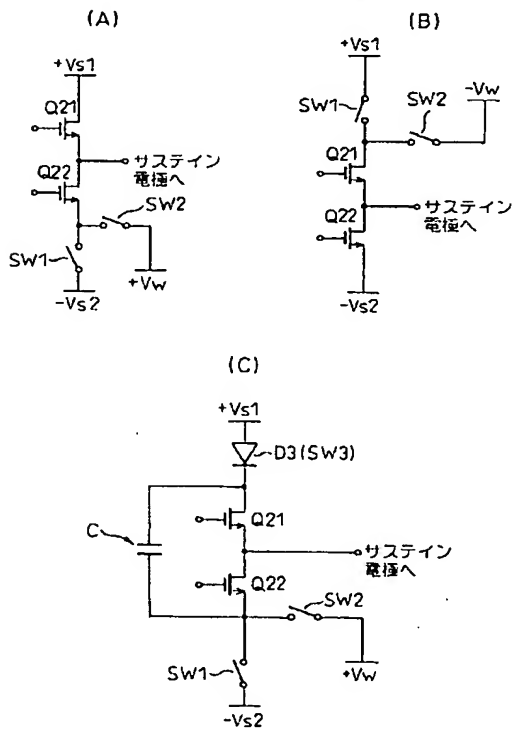 (A)
+Vs1
Q21
Q22
サステイン
電極へ
SW2
SW1
+Vw
-Vs2
(B)
+Vs1
SW1
SW2
-Vw
Q21
Q22
サステイン
電極へ
-Vs2
(C)
+Vs1
D3(SW3)
C
Q21
サステイン
電極へ
Q22
SW2
SW1
+Vw
-Vs2